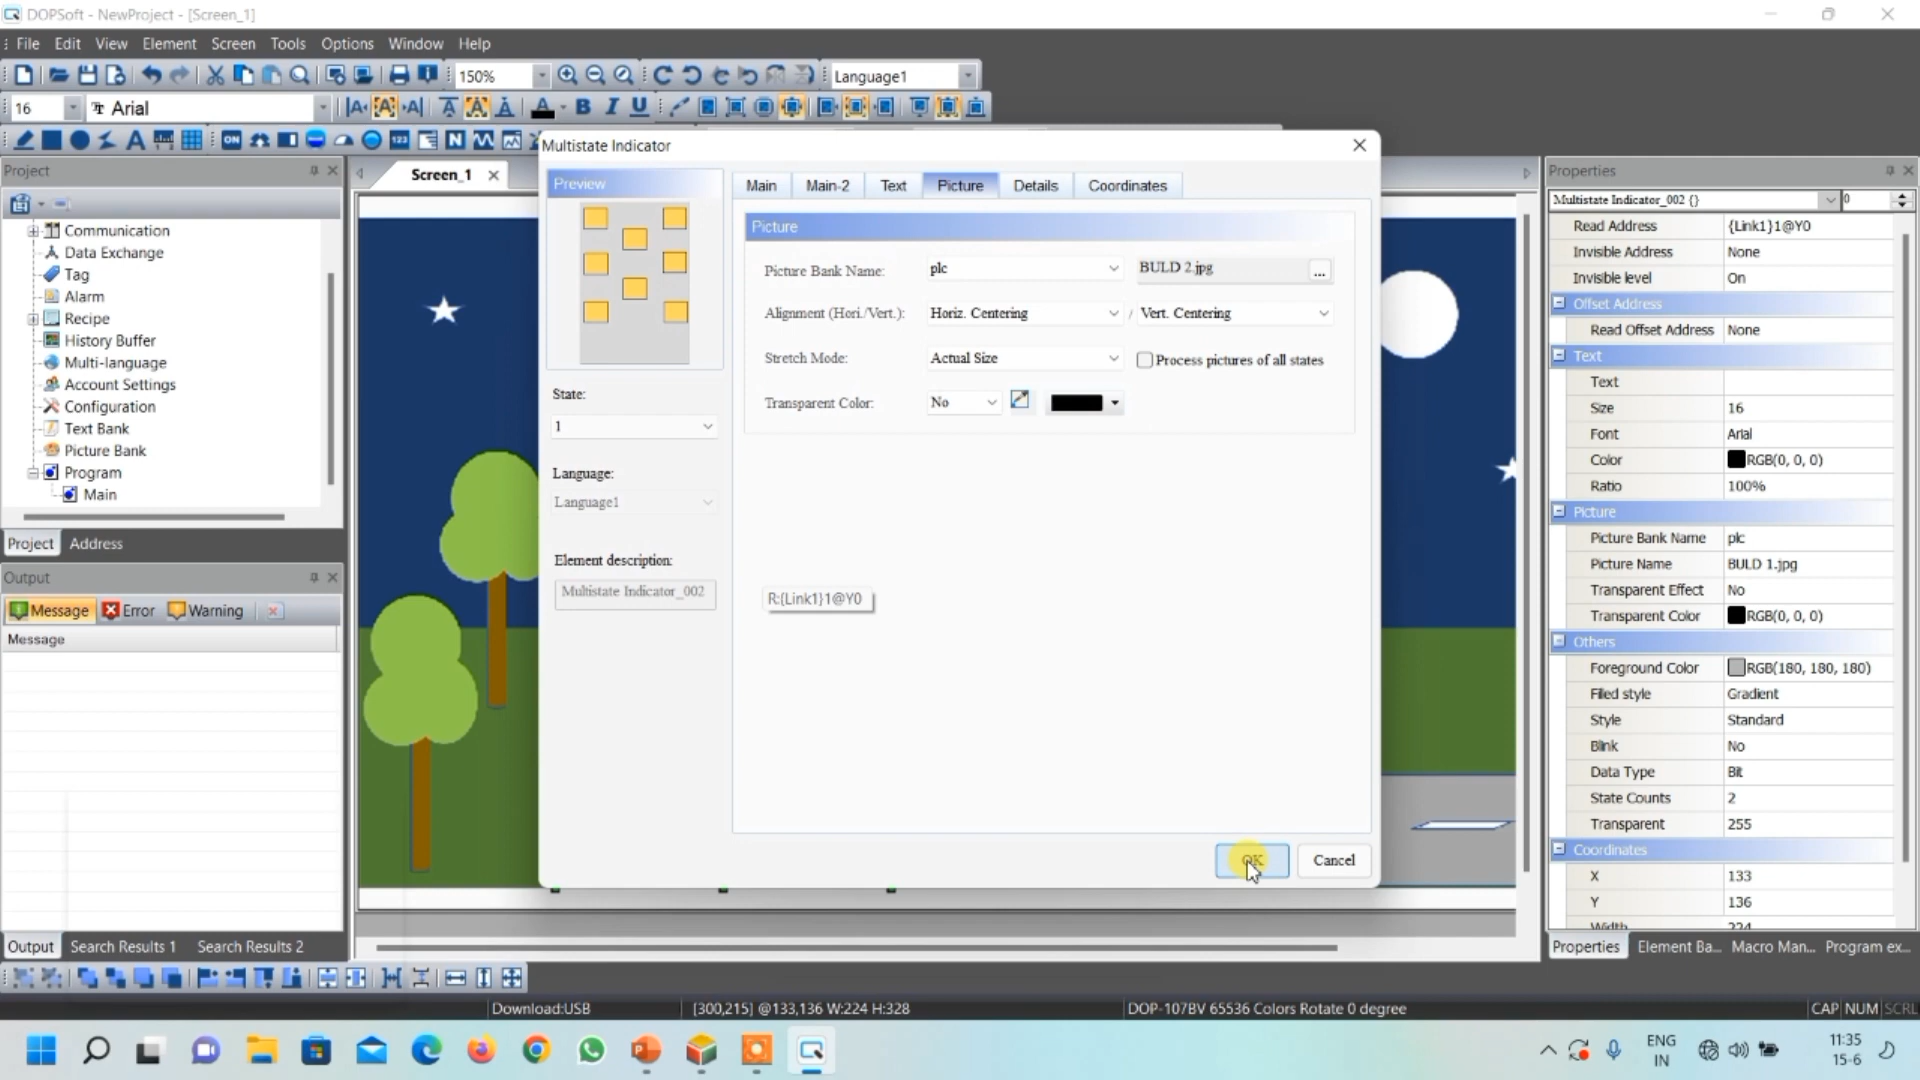 DOPSoft - NewProject - [Screen_1]
File Edit View Element Screen Tools Options Window Help
150% Language1
16 Arial
Project
Communication
Data Exchange
Tag
Alarm
Recipe
History Buffer
Multi-language
Account Settings
Configuration
Text Bank
Picture Bank
Program
Main
Project Address
Output
Message Error Warning
Message
Output Search Results 1 Search Results 2
Screen_1
Multistate Indicator
Preview
State:
1
Language:
Language1
Element description:
Multistate Indicator_002
Main Main-2 Text Picture Details Coordinates
Picture
Picture Bank Name: plc BULD 2.jpg ...
Alignment (Hori./Vert.): Horiz. Centering / Vert. Centering
Stretch Mode: Actual Size Process pictures of all states
Transparent Color: No
R:{Link1}1@Y0
OK Cancel
Properties
Multistate Indicator_002 {} 0
Read Address {Link1}1@Y0
Invisible Address None
Invisible level On
Offset Address
Read Offset Address None
Text
Text
Size 16
Font Arial
Color RGB(0, 0, 0)
Ratio 100%
Picture
Picture Bank Name plc
Picture Name BULD 1.jpg
Transparent Effect No
Transparent Color RGB(0, 0, 0)
Others
Foreground Color RGB(180, 180, 180)
Filled style Gradient
Style Standard
Blink No
Data Type Bit
State Counts 2
Transparent 255
Coordinates
X 133
Y 136
Width 224
Properties Element Ba... Macro Man... Program ex...
Download:USB [300,215] @133,136 W:224 H:328 DOP-107BV 65536 Colors Rotate 0 degree CAP NUM SCRL
ENG
IN
11:35
15-6